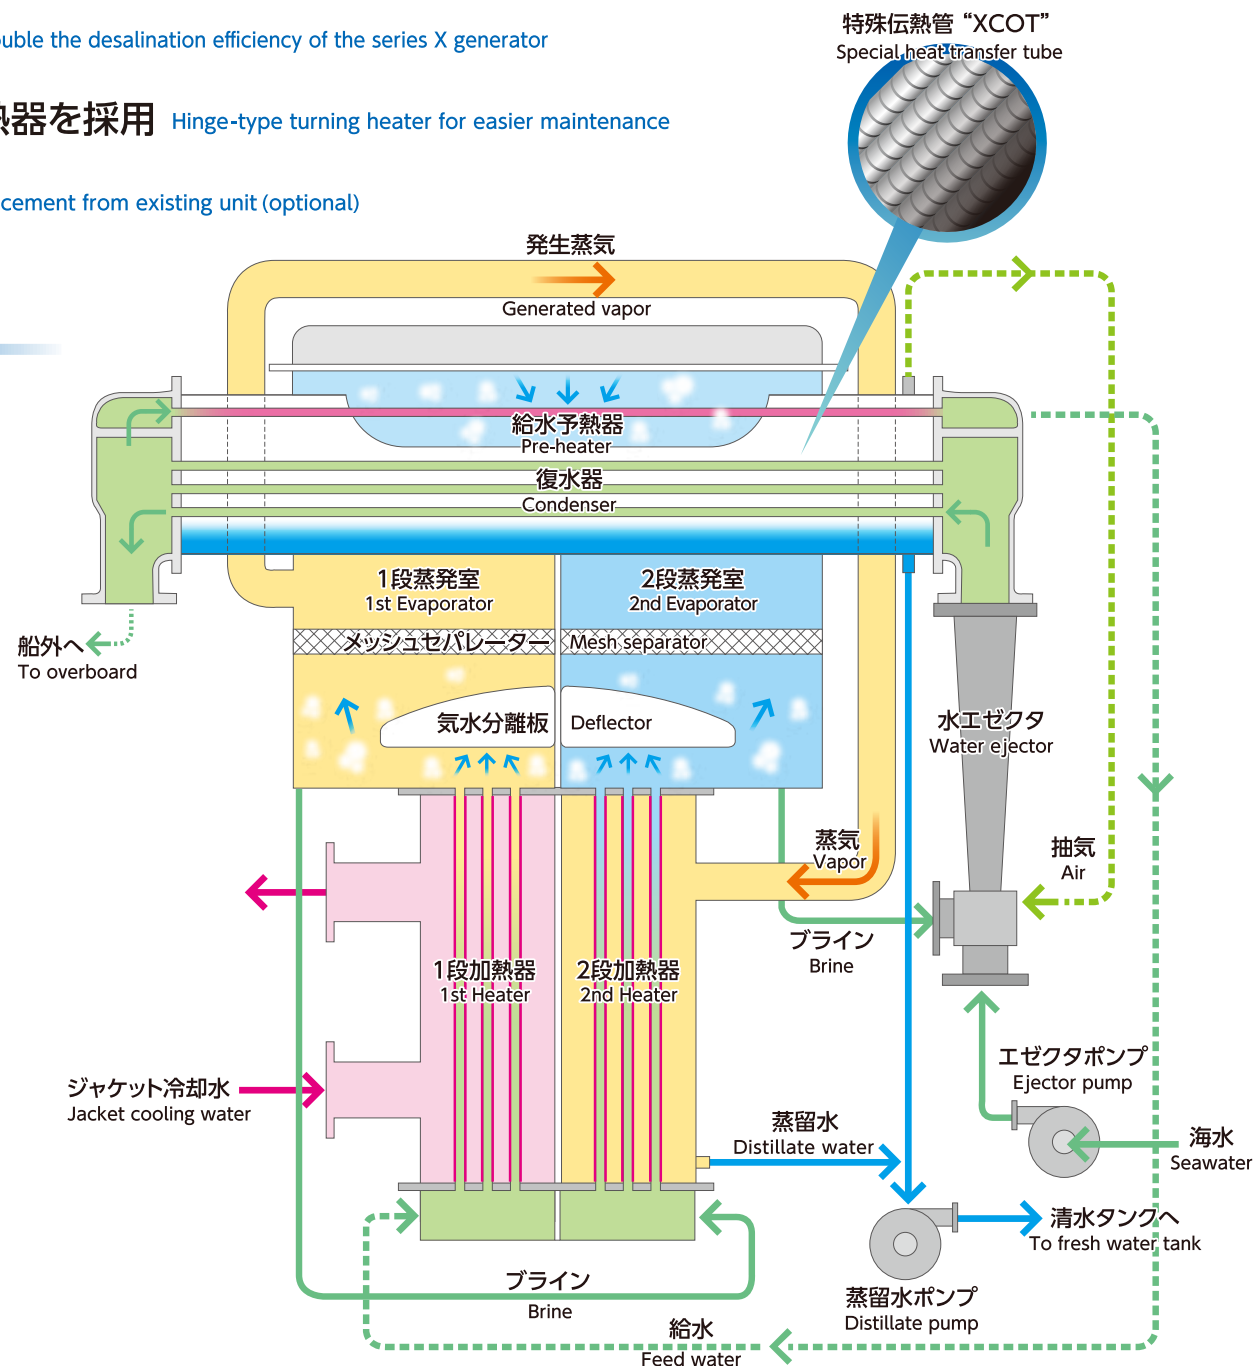 ouble the desalination efficiency of the series X generator
特殊伝熱管 “XCOT”
Special heat transfer tube
熱器を採用 Hinge-type turning heater for easier maintenance
cement from existing unit (optional)
発生蒸気
Generated vapor
給水予熱器
Pre-heater
復水器
Condenser
1段蒸発室
1st Evaporator
2段蒸発室
2nd Evaporator
船外へ
To overboard
メッシュセパレーター
Mesh separator
気水分離板
Deflector
水エゼクタ
Water ejector
蒸気
Vapor
抽気
Air
ブライン
Brine
1段加熱器
1st Heater
2段加熱器
2nd Heater
ジャケット冷却水
Jacket cooling water
エゼクタポンプ
Ejector pump
蒸留水
Distillate water
海水
Seawater
清水タンクへ
To fresh water tank
ブライン
Brine
蒸留水ポンプ
Distillate pump
給水
Feed water